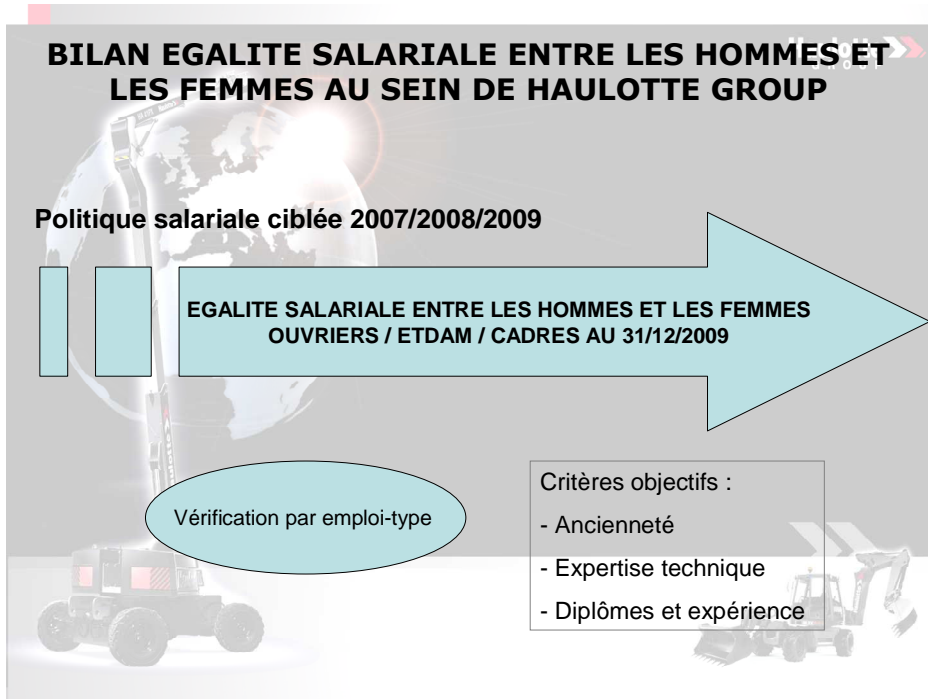 BILAN EGALITE SALARIALE ENTRE LES HOMMES ET
LES FEMMES AU SEIN DE HAULOTTE GROUP
Politique salariale ciblée 2007/2008/2009
EGALITE SALARIALE ENTRE LES HOMMES ET LES FEMMES
OUVRIERS / ETDAM / CADRES AU 31/12/2009
Vérification par emploi-type
Critères objectifs :
- Ancienneté
- Expertise technique
- Diplômes et expérience